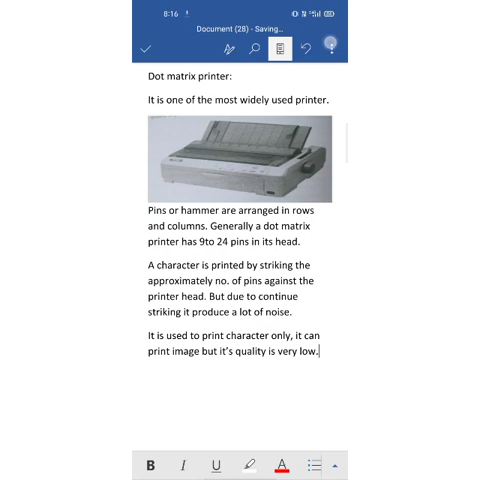 8:16
Document (28) - Saving...
Dot matrix printer:
It is one of the most widely used printer.
Pins or hammer are arranged in rows
and columns. Generally a dot matrix
printer has 9to 24 pins in its head.
A character is printed by striking the
approximately no. of pins against the
printer head. But due to continue
striking it produce a lot of noise.
It is used to print character only, it can
print image but it's quality is very low.
B I U A